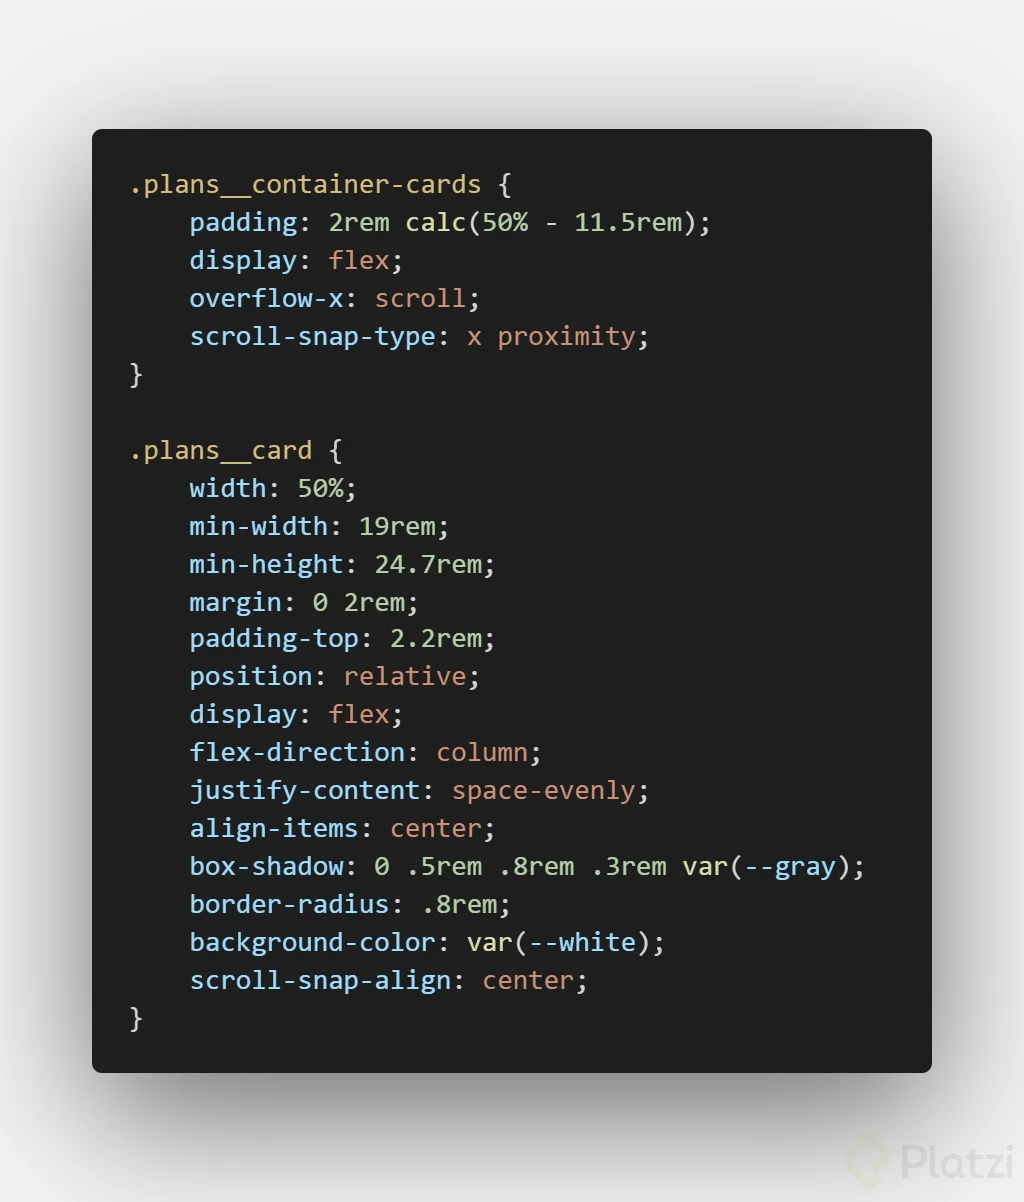 .plans__container-cards {
    padding: 2rem calc(50% - 11.5rem);
    display: flex;
    overflow-x: scroll;
    scroll-snap-type: x proximity;
}

.plans__card {
    width: 50%;
    min-width: 19rem;
    min-height: 24.7rem;
    margin: 0 2rem;
    padding-top: 2.2rem;
    position: relative;
    display: flex;
    flex-direction: column;
    justify-content: space-evenly;
    align-items: center;
    box-shadow: 0 .5rem .8rem .3rem var(--gray);
    border-radius: .8rem;
    background-color: var(--white);
    scroll-snap-align: center;
}
Platzi